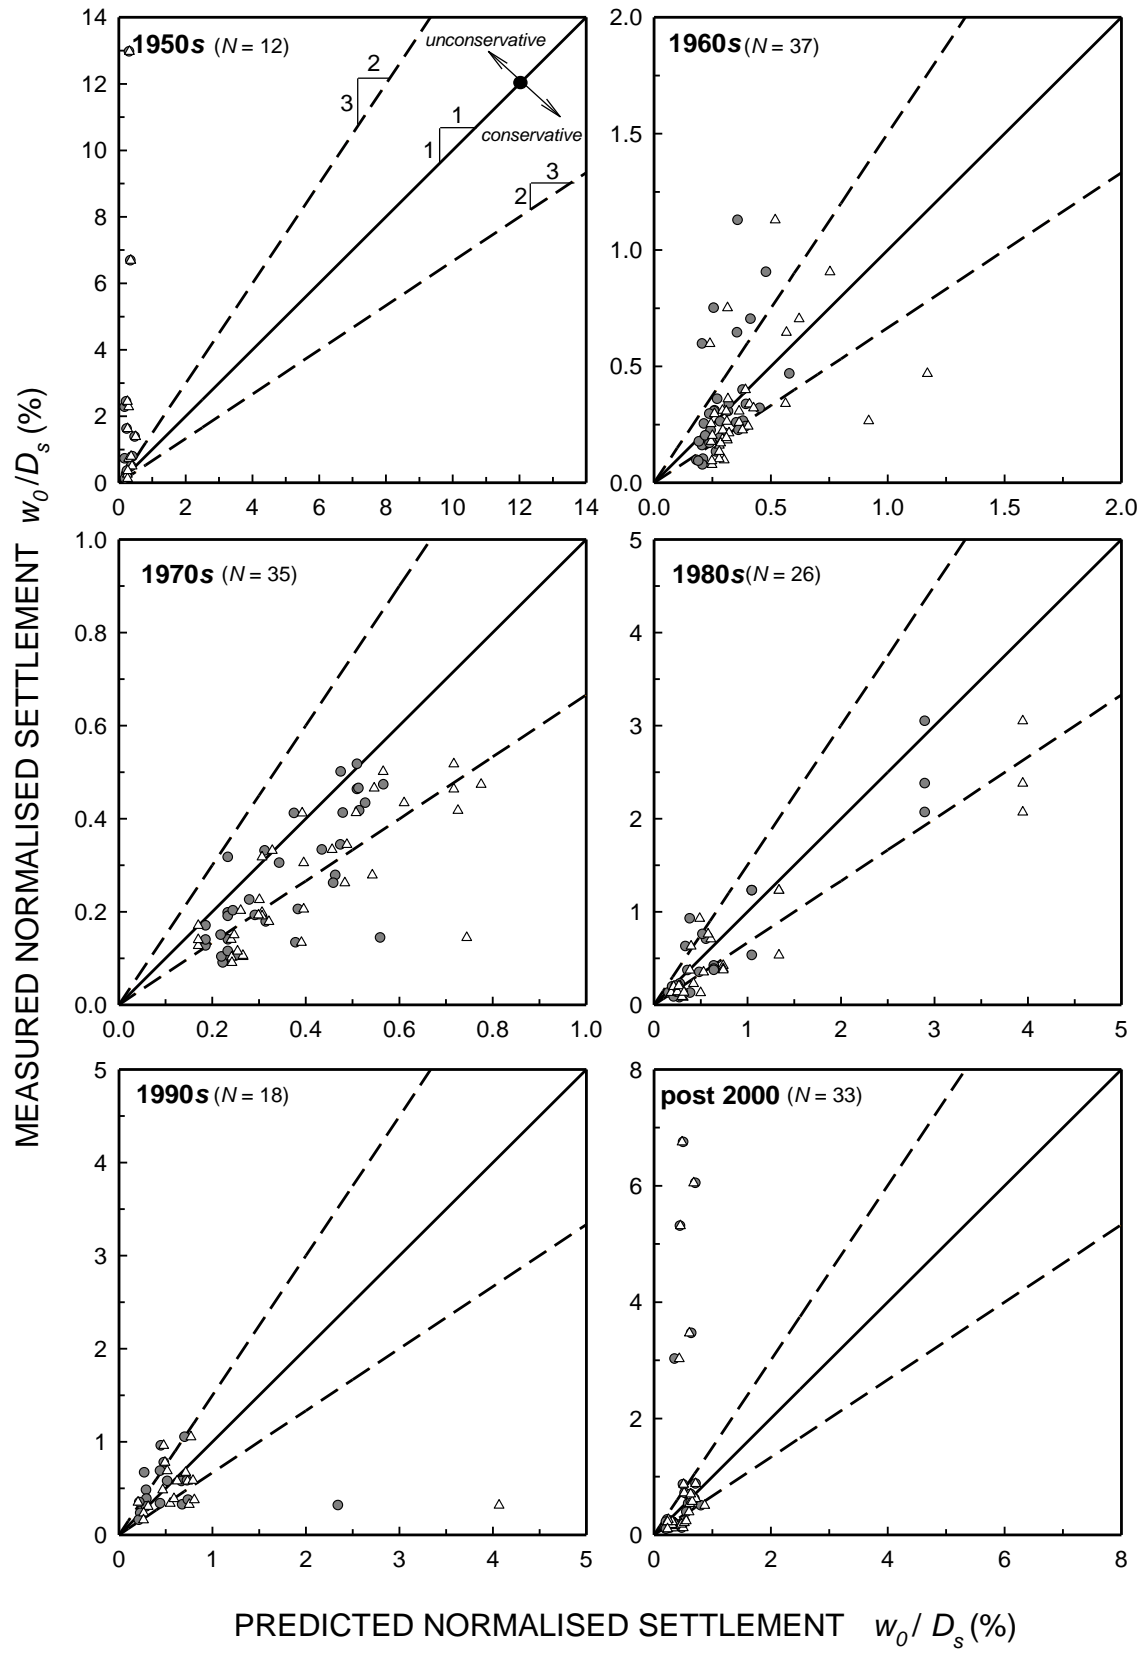 MEASURED NORMALISED SETTLEMENT w0/Ds (%)
1950s (N = 12)
unconservative
conservative
2
3
1
1
3
2
14
12
10
8
6
4
2
0
0 2 4 6 8 10 12 14
1960s (N = 37)
2.0
1.5
1.0
0.5
0.0
0.0 0.5 1.0 1.5 2.0
1970s (N = 35)
1.0
0.8
0.6
0.4
0.2
0.0
0.0 0.2 0.4 0.6 0.8 1.0
1980s (N = 26)
5
4
3
2
1
0
0 1 2 3 4 5
1990s (N = 18)
5
4
3
2
1
0
0 1 2 3 4 5
post 2000 (N = 33)
8
6
4
2
0
0 2 4 6 8
PREDICTED NORMALISED SETTLEMENT w0/ Ds (%)